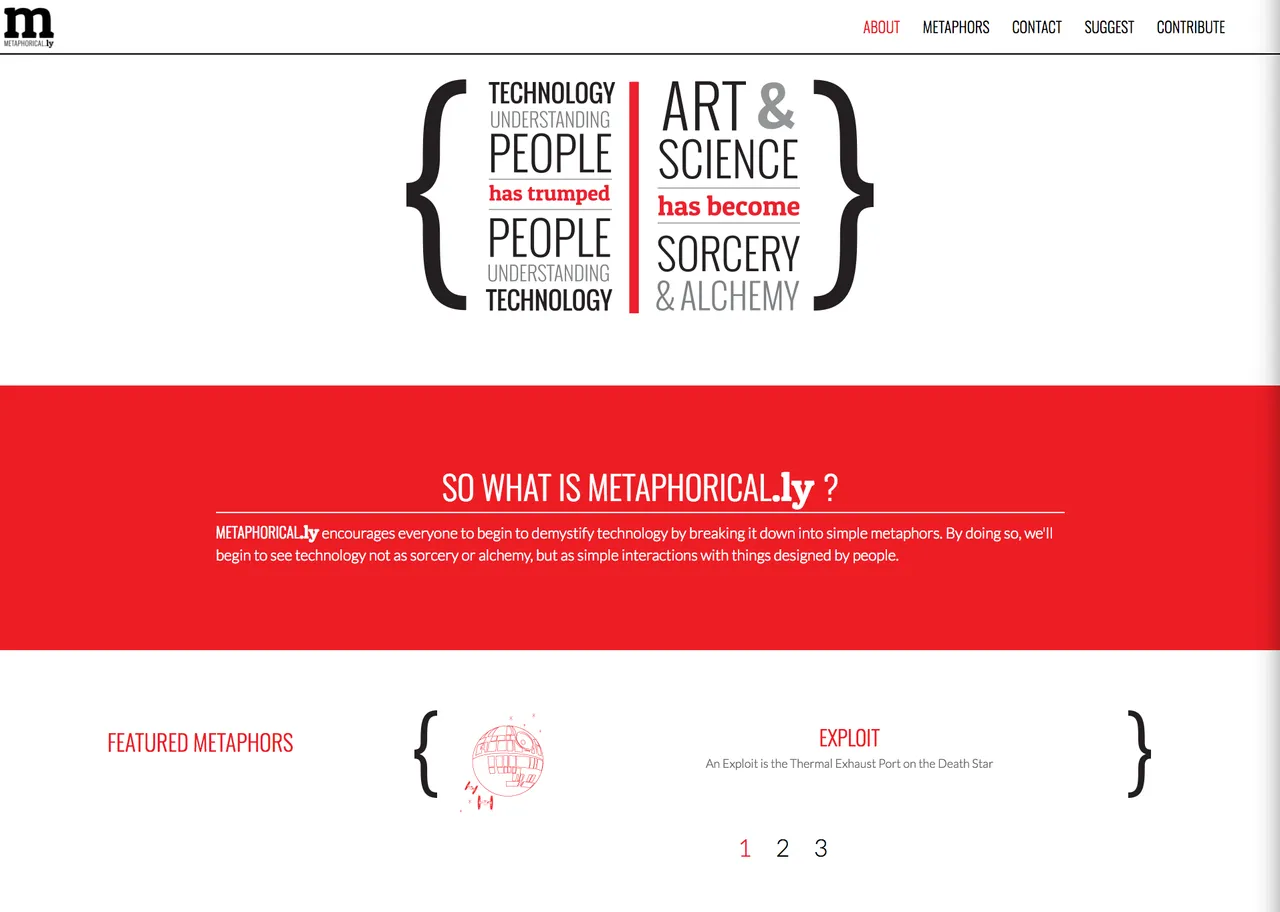 m
METAPHORICAL.ly
ABOUT METAPHORS CONTACT SUGGEST CONTRIBUTE
{
TECHNOLOGY
UNDERSTANDING
PEOPLE
has trumped
PEOPLE
UNDERSTANDING
TECHNOLOGY
ART &
SCIENCE
has become
SORCERY
& ALCHEMY
}
SO WHAT IS METAPHORICAL.ly ?
METAPHORICAL.ly encourages everyone to begin to demystify technology by breaking it down into simple metaphors. By doing so, we'll
begin to see technology not as sorcery or alchemy, but as simple interactions with things designed by people.
FEATURED METAPHORS
{
EXPLOIT
An Exploit is the Thermal Exhaust Port on the Death Star
}
1 2 3